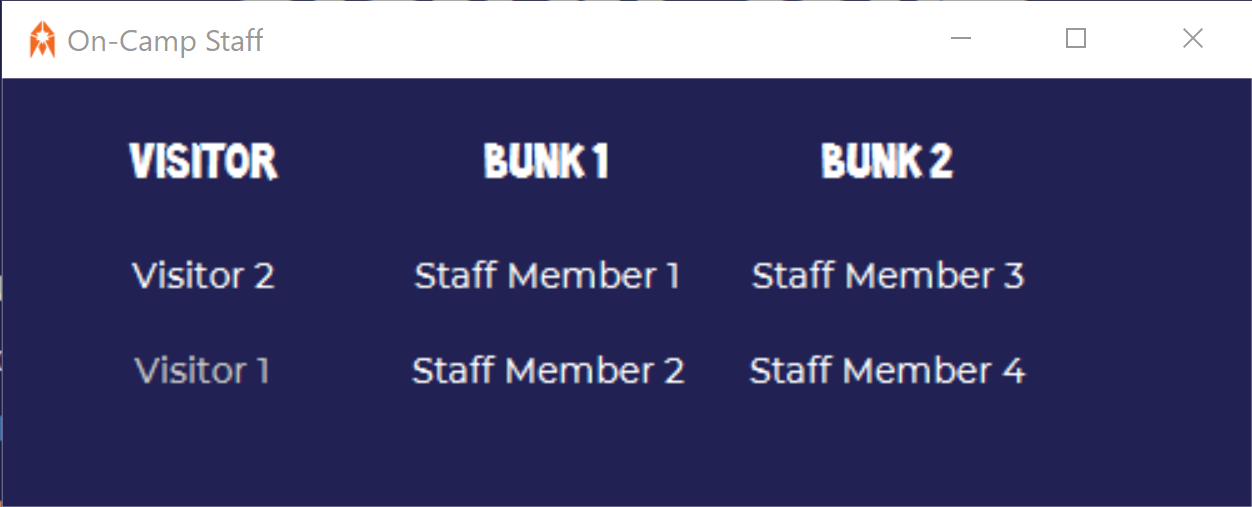 On-Camp Staff
VISITOR BUNK 1 BUNK 2
Visitor 2 Staff Member 1 Staff Member 3
Visitor 1 Staff Member 2 Staff Member 4